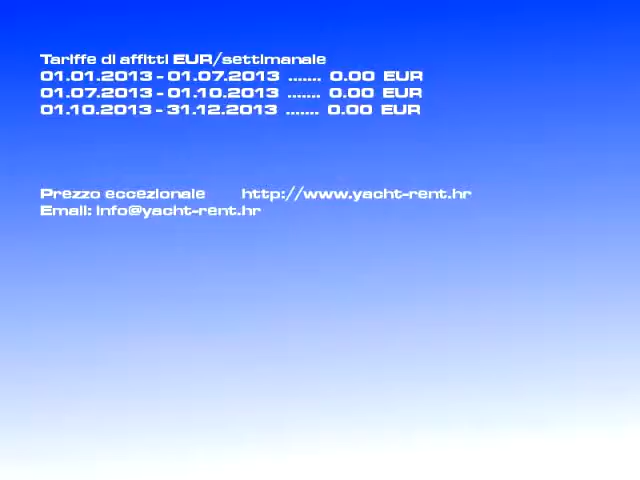 Tariffe di affitti EUR/settimanale
01.01.2013 - 01.07.2013 ....... 0.00 EUR
01.07.2013 - 01.10.2013 ....... 0.00 EUR
01.10.2013 - 31.12.2013 ....... 0.00 EUR
Prezzo eccezionale http://www.yacht-rent.hr
Email: info@yacht-rent.hr